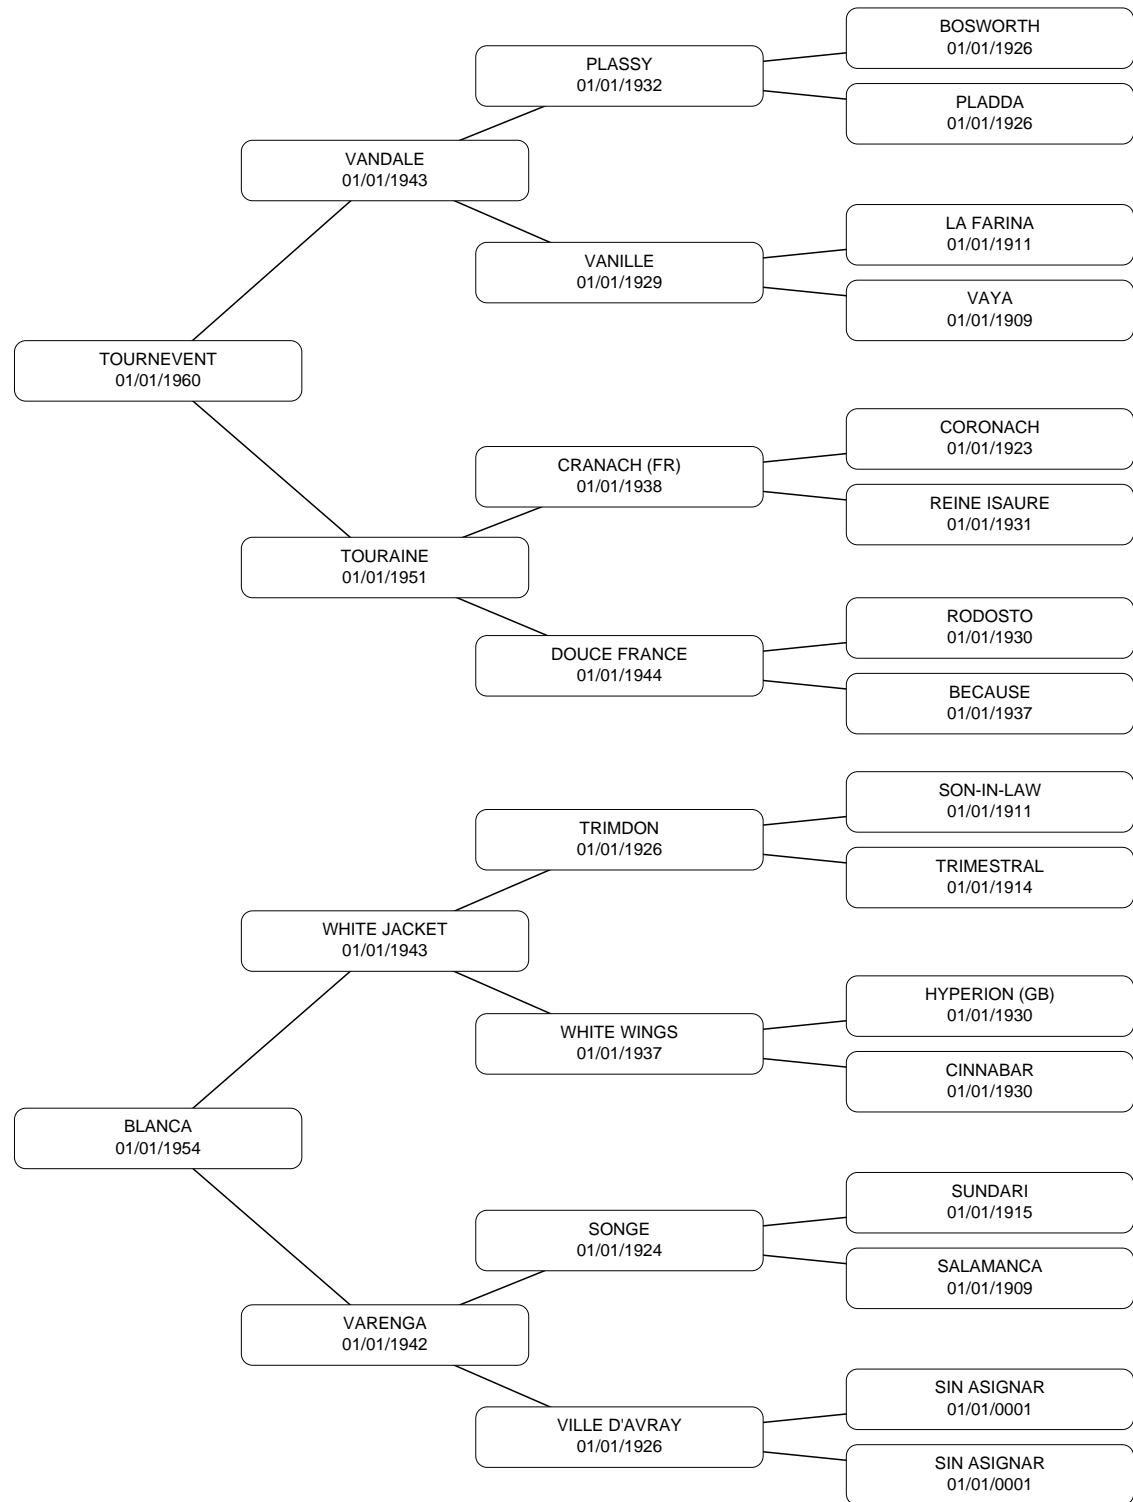 BOSWORTH
01/01/1926
PLASSY
01/01/1932
PLADDA
01/01/1926
VANDALE
01/01/1943
LA FARINA
01/01/1911
VANILLE
01/01/1929
VAYA
01/01/1909
TOURNEVENT
01/01/1960
CORONACH
01/01/1923
CRANACH (FR)
01/01/1938
REINE ISAURE
01/01/1931
TOURAINE
01/01/1951
RODOSTO
01/01/1930
DOUCE FRANCE
01/01/1944
BECAUSE
01/01/1937
SON-IN-LAW
01/01/1911
TRIMDON
01/01/1926
TRIMESTRAL
01/01/1914
WHITE JACKET
01/01/1943
HYPERION (GB)
01/01/1930
WHITE WINGS
01/01/1937
CINNABAR
01/01/1930
BLANCA
01/01/1954
SUNDARI
01/01/1915
SONGE
01/01/1924
SALAMANCA
01/01/1909
VARENGA
01/01/1942
SIN ASIGNAR
01/01/0001
VILLE D'AVRAY
01/01/1926
SIN ASIGNAR
01/01/0001